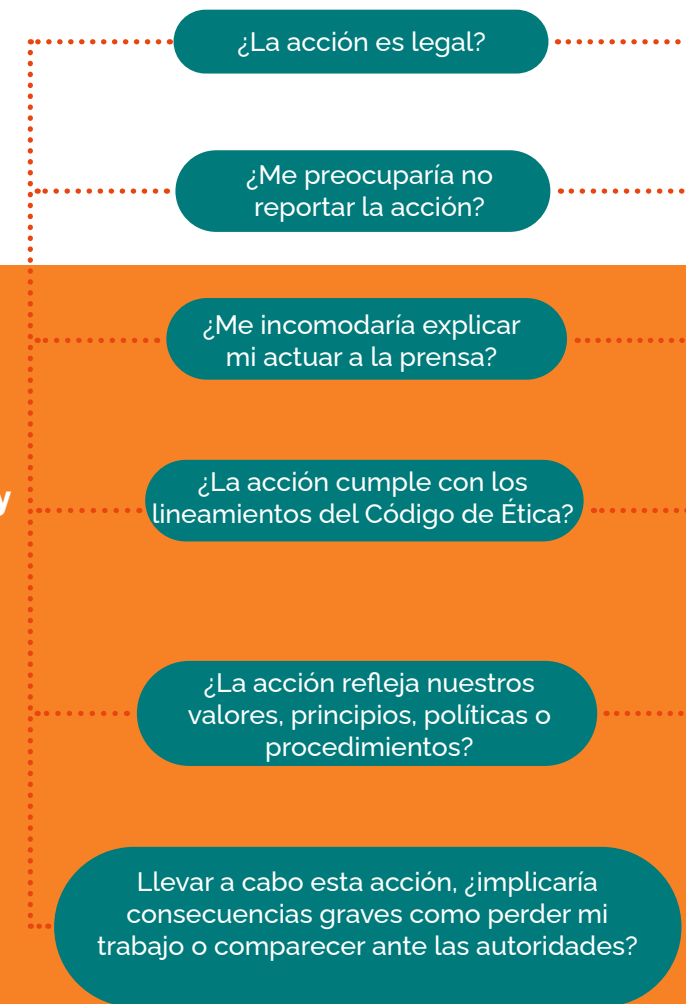 ¿La acción es legal?
¿Me preocuparía no
reportar la acción?
¿Me incomodaría explicar
mi actuar a la prensa?
y
¿La acción cumple con los
lineamientos del Código de Ética?
¿La acción refleja nuestros
valores, principios, políticas o
procedimientos?
Llevar a cabo esta acción, ¿implicaría
consecuencias graves como perder mi
trabajo o comparecer ante las autoridades?